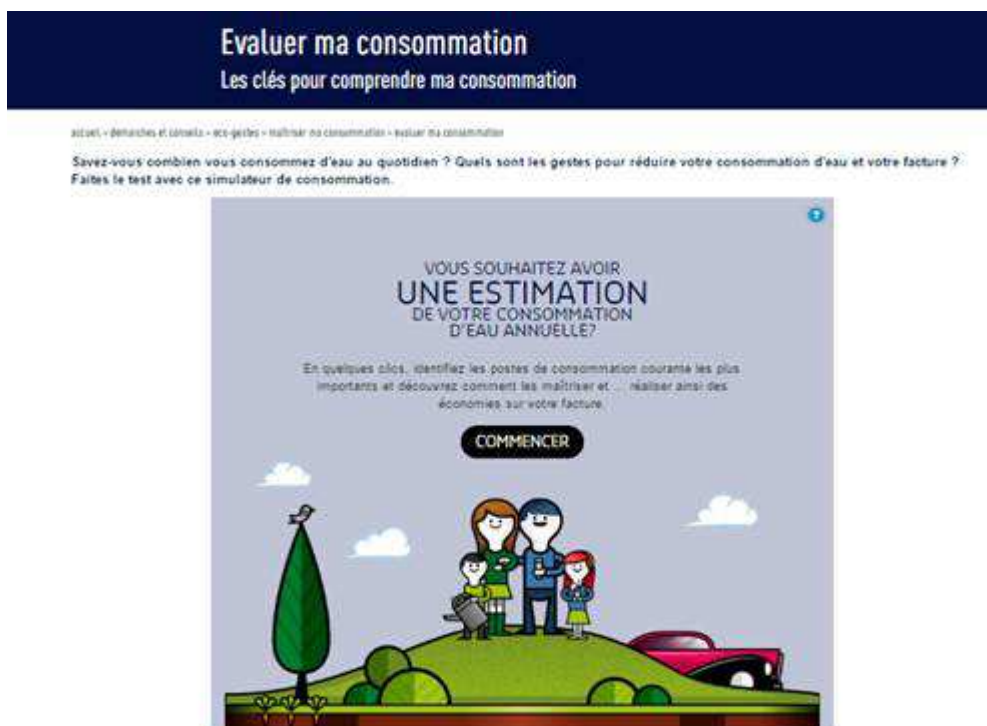 Evaluer ma consommation
Les clés pour comprendre ma consommation
accueil > démarches et conseils > eco-gestes > maîtriser ma consommation > evaluer ma consommation
Savez-vous combien vous consommez d'eau au quotidien ? Quels sont les gestes pour réduire votre consommation d'eau et votre facture ?
Faites le test avec ce simulateur de consommation.
?
VOUS SOUHAITEZ AVOIR
UNE ESTIMATION
DE VOTRE CONSOMMATION
D'EAU ANNUELLE?
En quelques clics, identifiez les postes de consommation courante les plus
importants et découvrez comment les maîtriser et ... réaliser ainsi des
économies sur votre facture.
COMMENCER